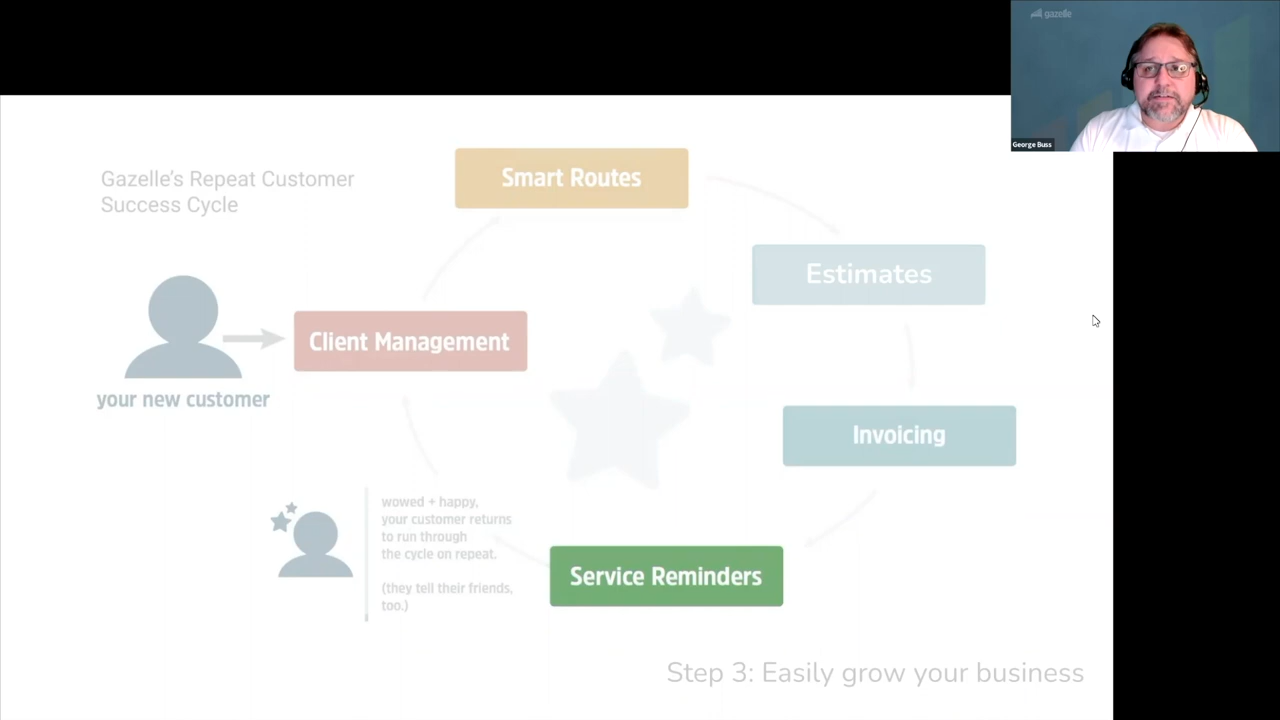 gazelle
George Buss
Gazelle's Repeat Customer
Success Cycle
Smart Routes
Estimates
Client Management
your new customer
Invoicing
wowed + happy,
your customer returns
to run through
the cycle on repeat.
(they tell their friends,
too.)
Service Reminders
Step 3: Easily grow your business